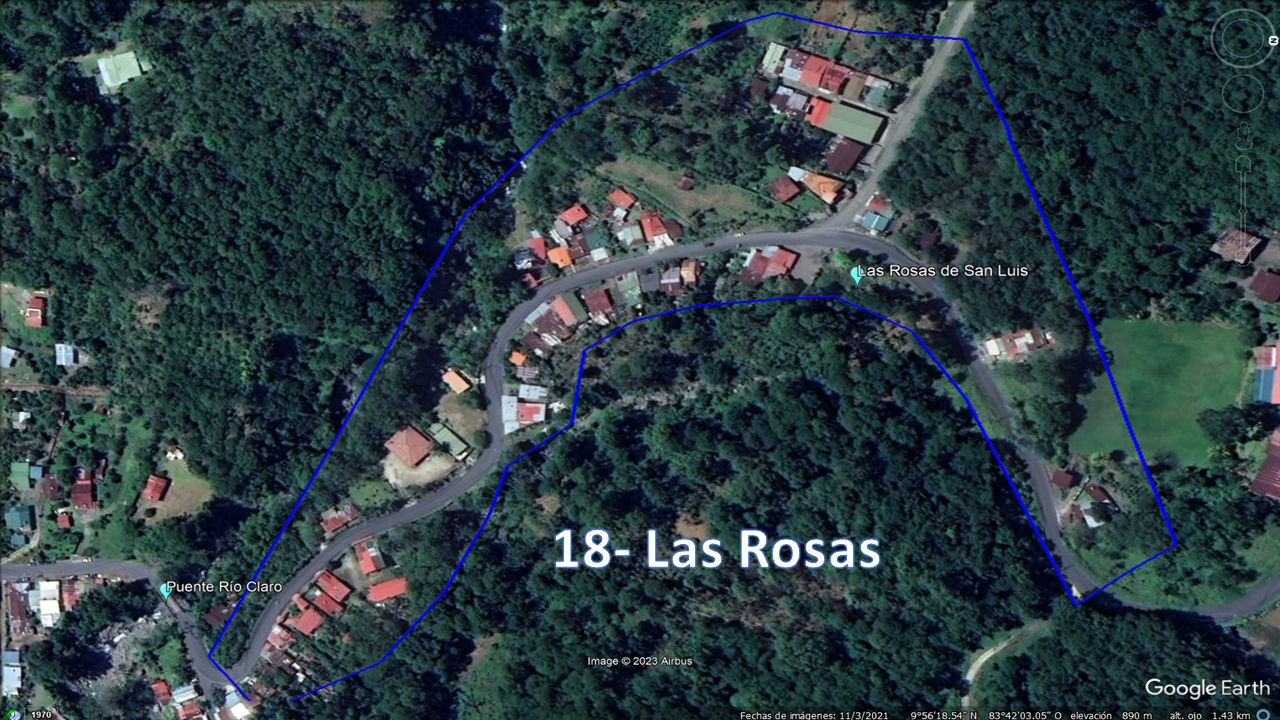 N
Las Rosas de San Luis
18- Las Rosas
Puente Río Claro
Image © 2023 Airbus
Google Earth
1970
Fechas de imágenes: 11/3/2021 9°56'18.54" N 83°42'03.05" O elevación 890 m alt. ojo 1.43 km